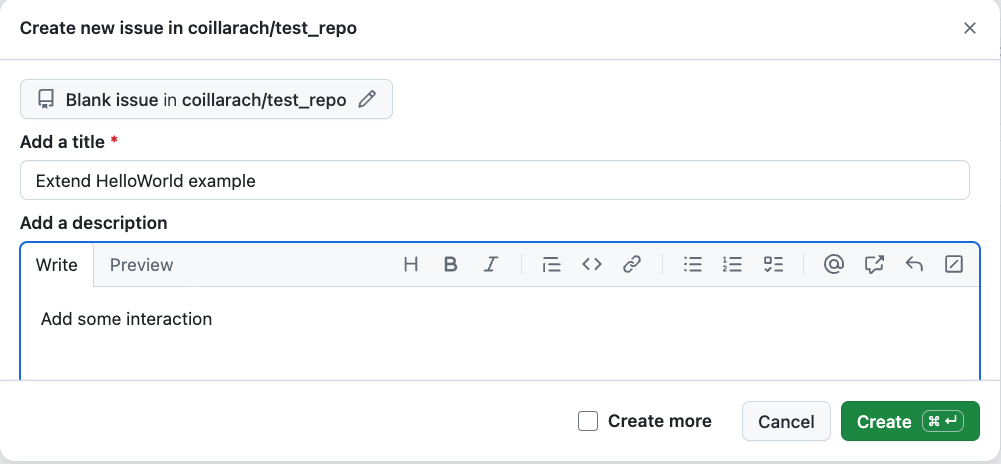 Create new issue in coillarach/test_repo
Blank issue in coillarach/test_repo
Add a title *
Extend HelloWorld example
Add a description
Write Preview
Add some interaction
Create more Cancel Create ⌘ ↵